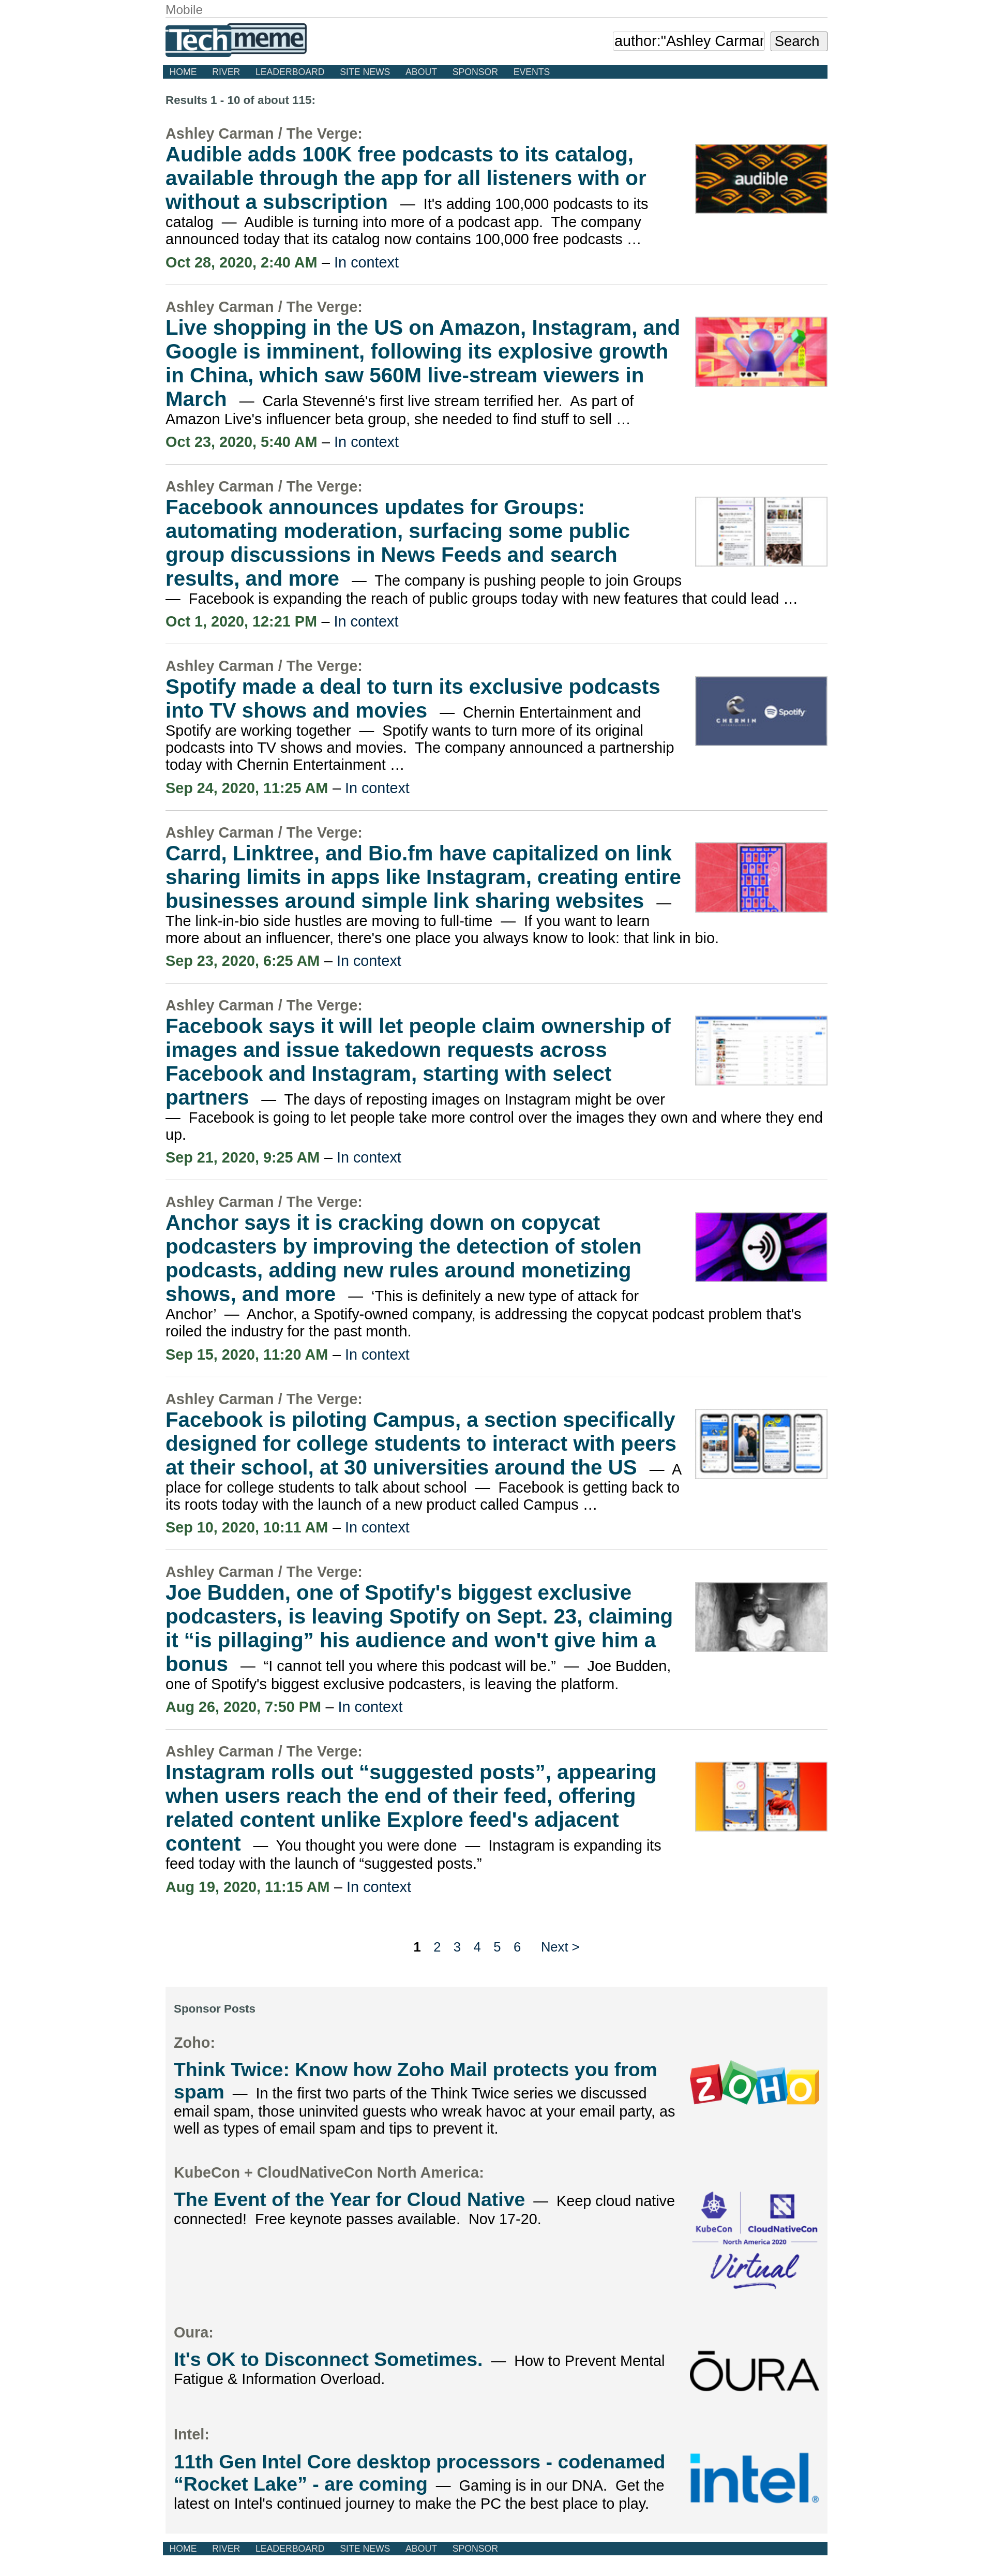 Mobile
Techmeme
author:"Ashley Carmar
Search
HOME RIVER LEADERBOARD SITE NEWS ABOUT SPONSOR EVENTS
Results 1 - 10 of about 115:
Ashley Carman / The Verge:
Audible adds 100K free podcasts to its catalog,
available through the app for all listeners with or
without a subscription — It's adding 100,000 podcasts to its
catalog — Audible is turning into more of a podcast app. The company
announced today that its catalog now contains 100,000 free podcasts …
audible
Oct 28, 2020, 2:40 AM – In context
Ashley Carman / The Verge:
Live shopping in the US on Amazon, Instagram, and
Google is imminent, following its explosive growth
in China, which saw 560M live-stream viewers in
March — Carla Stevenné's first live stream terrified her. As part of
Amazon Live's influencer beta group, she needed to find stuff to sell …
Oct 23, 2020, 5:40 AM – In context
Ashley Carman / The Verge:
Facebook announces updates for Groups:
automating moderation, surfacing some public
group discussions in News Feeds and search
results, and more — The company is pushing people to join Groups
— Facebook is expanding the reach of public groups today with new features that could lead …
Oct 1, 2020, 12:21 PM – In context
Ashley Carman / The Verge:
Spotify made a deal to turn its exclusive podcasts
into TV shows and movies — Chernin Entertainment and
Spotify are working together — Spotify wants to turn more of its original
podcasts into TV shows and movies. The company announced a partnership
today with Chernin Entertainment …
CHERNIN Spotify
Sep 24, 2020, 11:25 AM – In context
Ashley Carman / The Verge:
Carrd, Linktree, and Bio.fm have capitalized on link
sharing limits in apps like Instagram, creating entire
businesses around simple link sharing websites —
The link-in-bio side hustles are moving to full-time — If you want to learn
more about an influencer, there's one place you always know to look: that link in bio.
Sep 23, 2020, 6:25 AM – In context
Ashley Carman / The Verge:
Facebook says it will let people claim ownership of
images and issue takedown requests across
Facebook and Instagram, starting with select
partners — The days of reposting images on Instagram might be over
— Facebook is going to let people take more control over the images they own and where they end
up.
Sep 21, 2020, 9:25 AM – In context
Ashley Carman / The Verge:
Anchor says it is cracking down on copycat
podcasters by improving the detection of stolen
podcasts, adding new rules around monetizing
shows, and more — ‘This is definitely a new type of attack for
Anchor’ — Anchor, a Spotify-owned company, is addressing the copycat podcast problem that's
roiled the industry for the past month.
Sep 15, 2020, 11:20 AM – In context
Ashley Carman / The Verge:
Facebook is piloting Campus, a section specifically
designed for college students to interact with peers
at their school, at 30 universities around the US — A
place for college students to talk about school — Facebook is getting back to
its roots today with the launch of a new product called Campus …
Sep 10, 2020, 10:11 AM – In context
Ashley Carman / The Verge:
Joe Budden, one of Spotify's biggest exclusive
podcasters, is leaving Spotify on Sept. 23, claiming
it “is pillaging” his audience and won't give him a
bonus — “I cannot tell you where this podcast will be.” — Joe Budden,
one of Spotify's biggest exclusive podcasters, is leaving the platform.
Aug 26, 2020, 7:50 PM – In context
Ashley Carman / The Verge:
Instagram rolls out “suggested posts”, appearing
when users reach the end of their feed, offering
related content unlike Explore feed's adjacent
content — You thought you were done — Instagram is expanding its
feed today with the launch of “suggested posts.”
Aug 19, 2020, 11:15 AM – In context
1 2 3 4 5 6 Next >
Sponsor Posts
Zoho:
Think Twice: Know how Zoho Mail protects you from
spam — In the first two parts of the Think Twice series we discussed
email spam, those uninvited guests who wreak havoc at your email party, as
well as types of email spam and tips to prevent it.
ZOHO
KubeCon + CloudNativeCon North America:
The Event of the Year for Cloud Native — Keep cloud native
connected! Free keynote passes available. Nov 17-20.
KubeCon CloudNativeCon
North America 2020
Virtual
Oura:
It's OK to Disconnect Sometimes. — How to Prevent Mental
Fatigue & Information Overload.
ŌURA
Intel:
11th Gen Intel Core desktop processors - codenamed
“Rocket Lake” - are coming — Gaming is in our DNA. Get the
latest on Intel's continued journey to make the PC the best place to play.
intel®
HOME RIVER LEADERBOARD SITE NEWS ABOUT SPONSOR